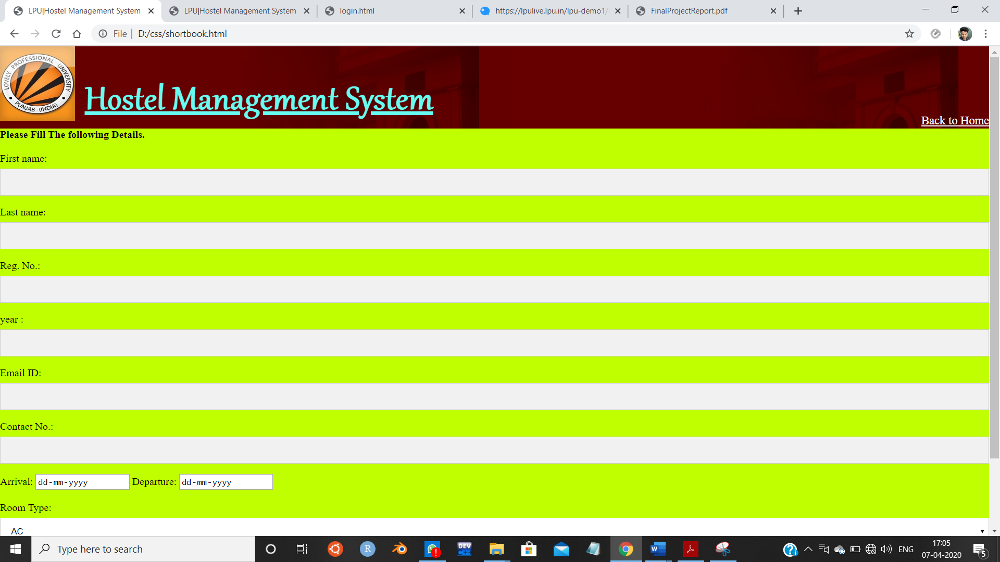 LPU|Hostel Management System
LPU|Hostel Management System
login.html
https://lpulive.lpu.in/lpu-demo1/
FinalProjectReport.pdf
File
D:/css/shortbook.html
LOVELY PROFESSIONAL UNIVERSITY
PUNJAB (INDIA)
Hostel Management System
Back to Home
Please Fill The following Details.
First name:
Last name:
Reg. No.:
year :
Email ID:
Contact No.:
Arrival: dd-mm-yyyy Departure: dd-mm-yyyy
Room Type:
AC
Type here to search
R
DEV
C++
W
ENG
17:05
07-04-2020
5